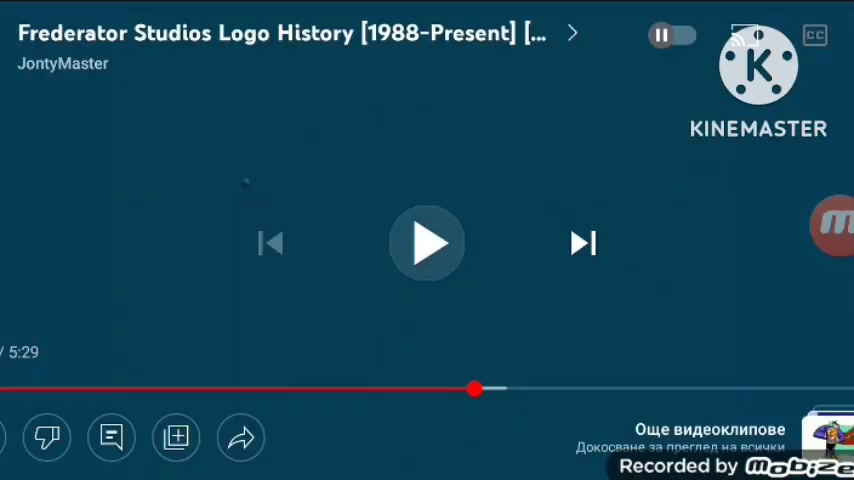 Frederator Studios Logo History [1988-Present] [...
JontyMaster
CC
K
KINEMASTER
/ 5:29
Още видеоклипове
Докосване за преглед на всички
Recorded by